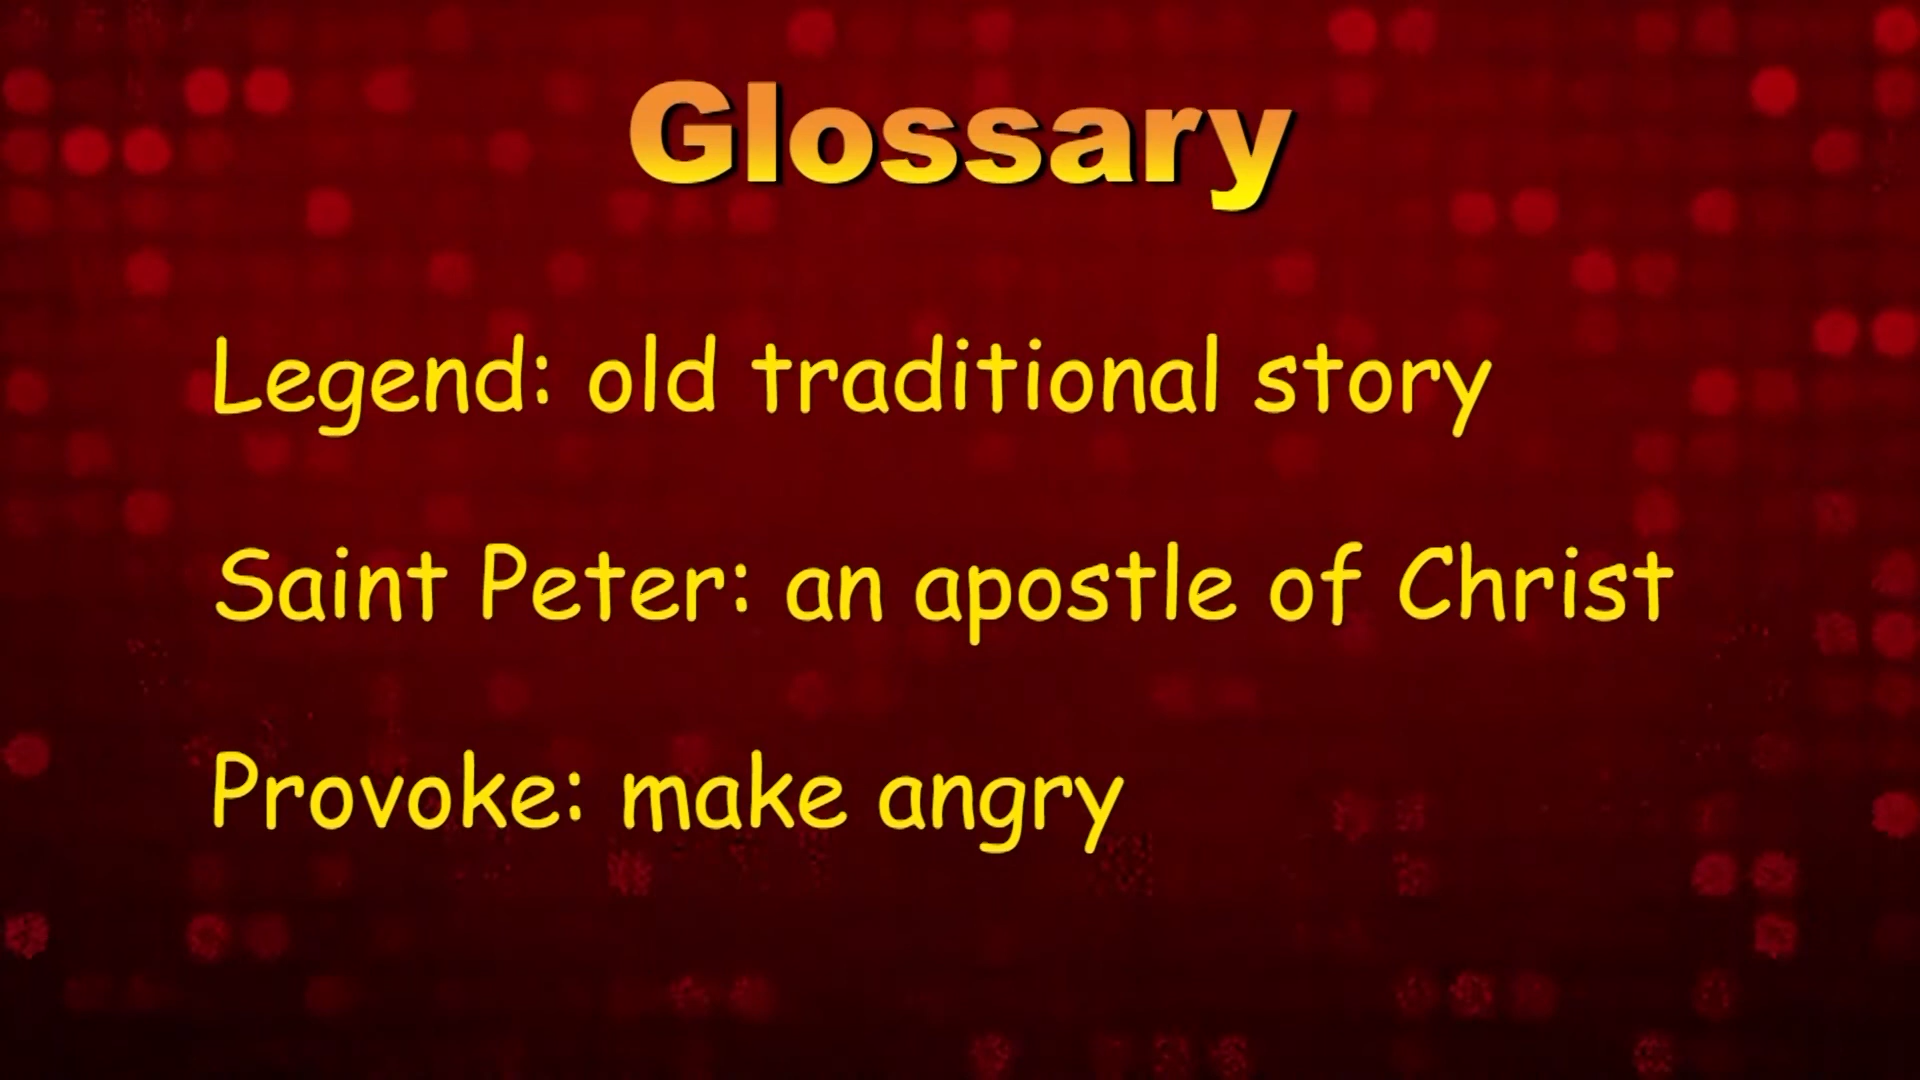 Glossary
Legend: old traditional story
Saint Peter: an apostle of Christ
Provoke: make angry